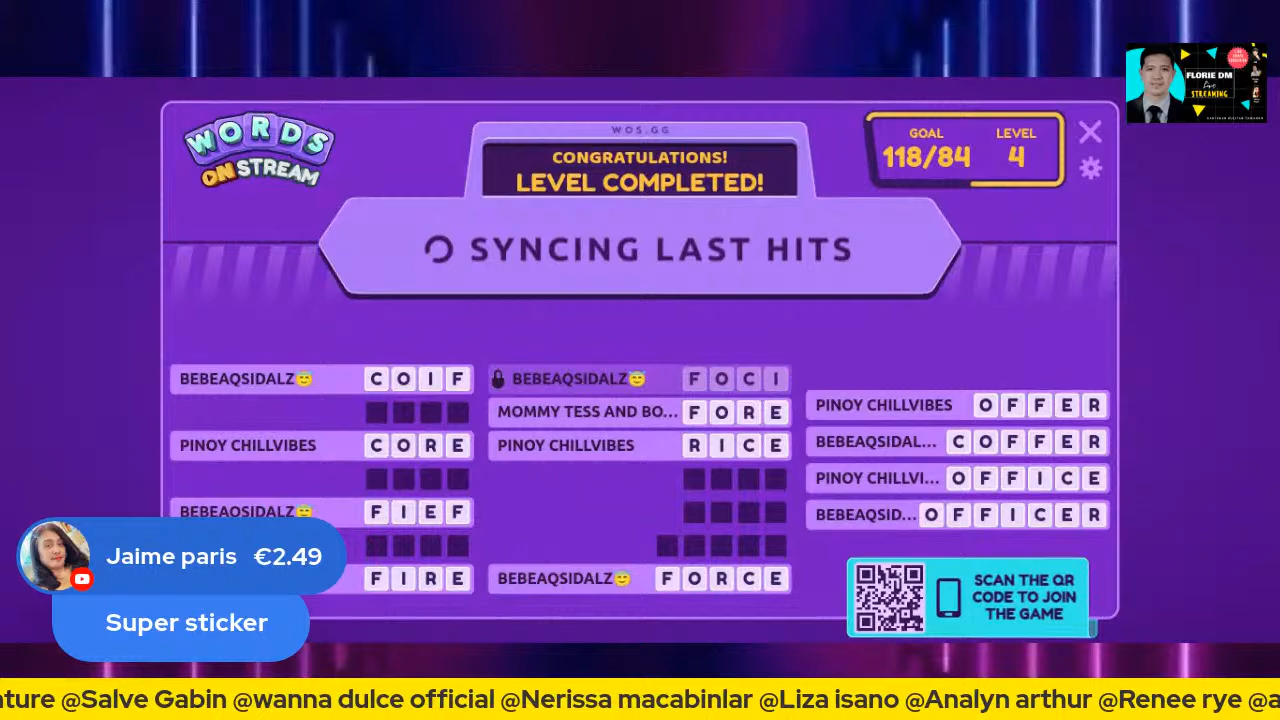 FLORIE DM
Live
STREAMING
WORDS
ON STREAM
WOS.GG
CONGRATULATIONS!
LEVEL COMPLETED!
GOAL
118/84
LEVEL
4
SYNCING LAST HITS
BEBEAQSIDALZ😇 COIF
PINOY CHILLVIBES CORE
BEBEAQSIDALZ😇 FIEF
FIRE
BEBEAQSIDALZ😇 FOCI
MOMMY TESS AND BO... FORE
PINOY CHILLVIBES RICE
BEBEAQSIDALZ😇 FORCE
PINOY CHILLVIBES OFFER
BEBEAQSIDAL... COFFER
PINOY CHILLVI... OFFICE
BEBEAQSID... OFFICER
Jaime paris €2.49
Super sticker
SCAN THE QR
CODE TO JOIN
THE GAME
ature @Salve Gabin @wanna dulce official @Nerissa macabinlar @Liza isano @Analyn arthur @Renee rye @a